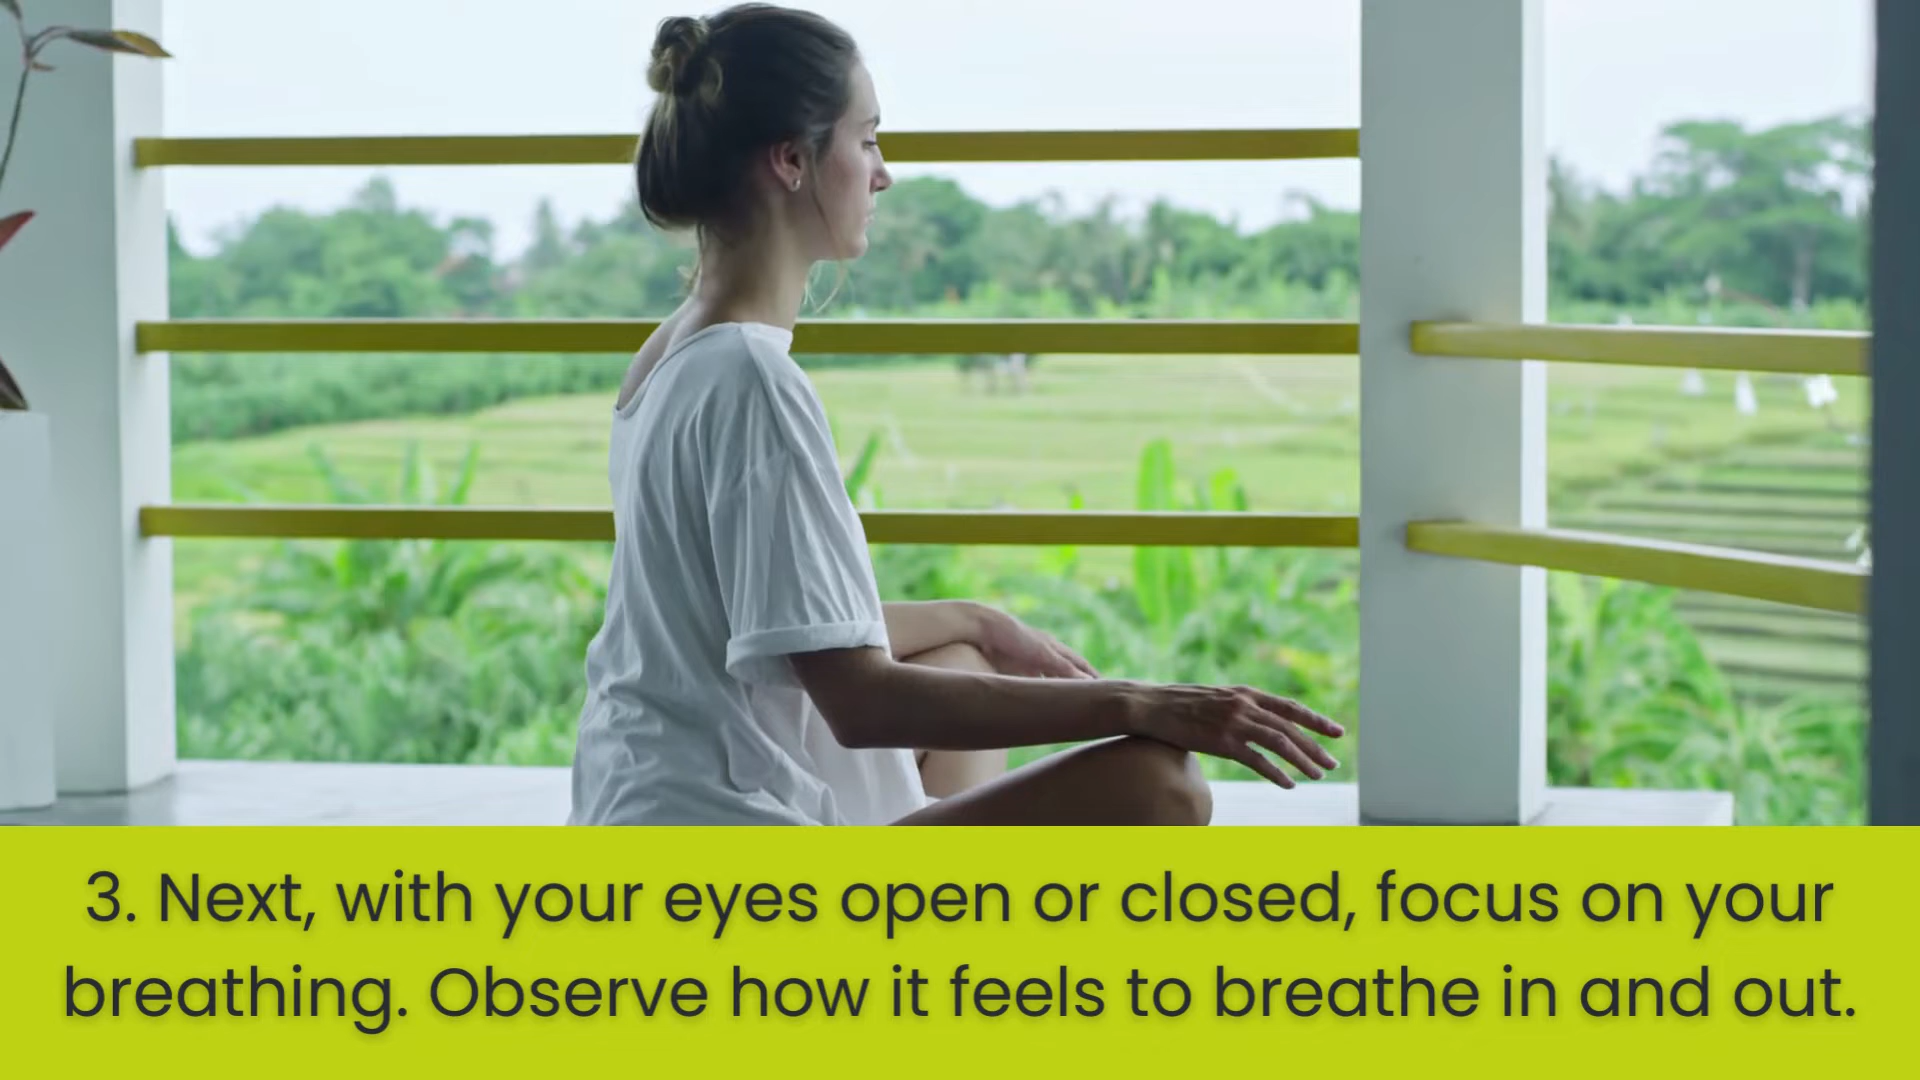 3. Next, with your eyes open or closed, focus on your
breathing. Observe how it feels to breathe in and out.